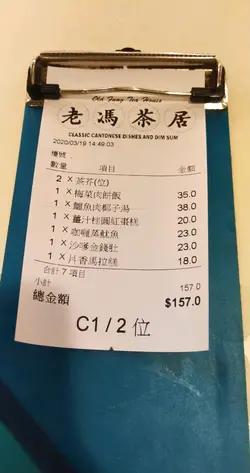 Old Fung Tea House
老馮茶居
CLASSIC CANTONESE DISHES AND DIM SUM
2020/03/19 14:49:03
檯號:
數量 項目 金額
2 × 茶芥(位)
1 × 梅菜肉餅飯 35.0
1 × 鱷魚肉椰子湯 38.0
1 × 薑汁桂圓紅棗糕 20.0
1 × 咖喱蒸魷魚 23.0
1 × 沙嗲金錢肚 23.0
1 × 片香馬拉糕 18.0
合計 7 項目
小計 157.0
總金額 $157.0
C1 / 2 位